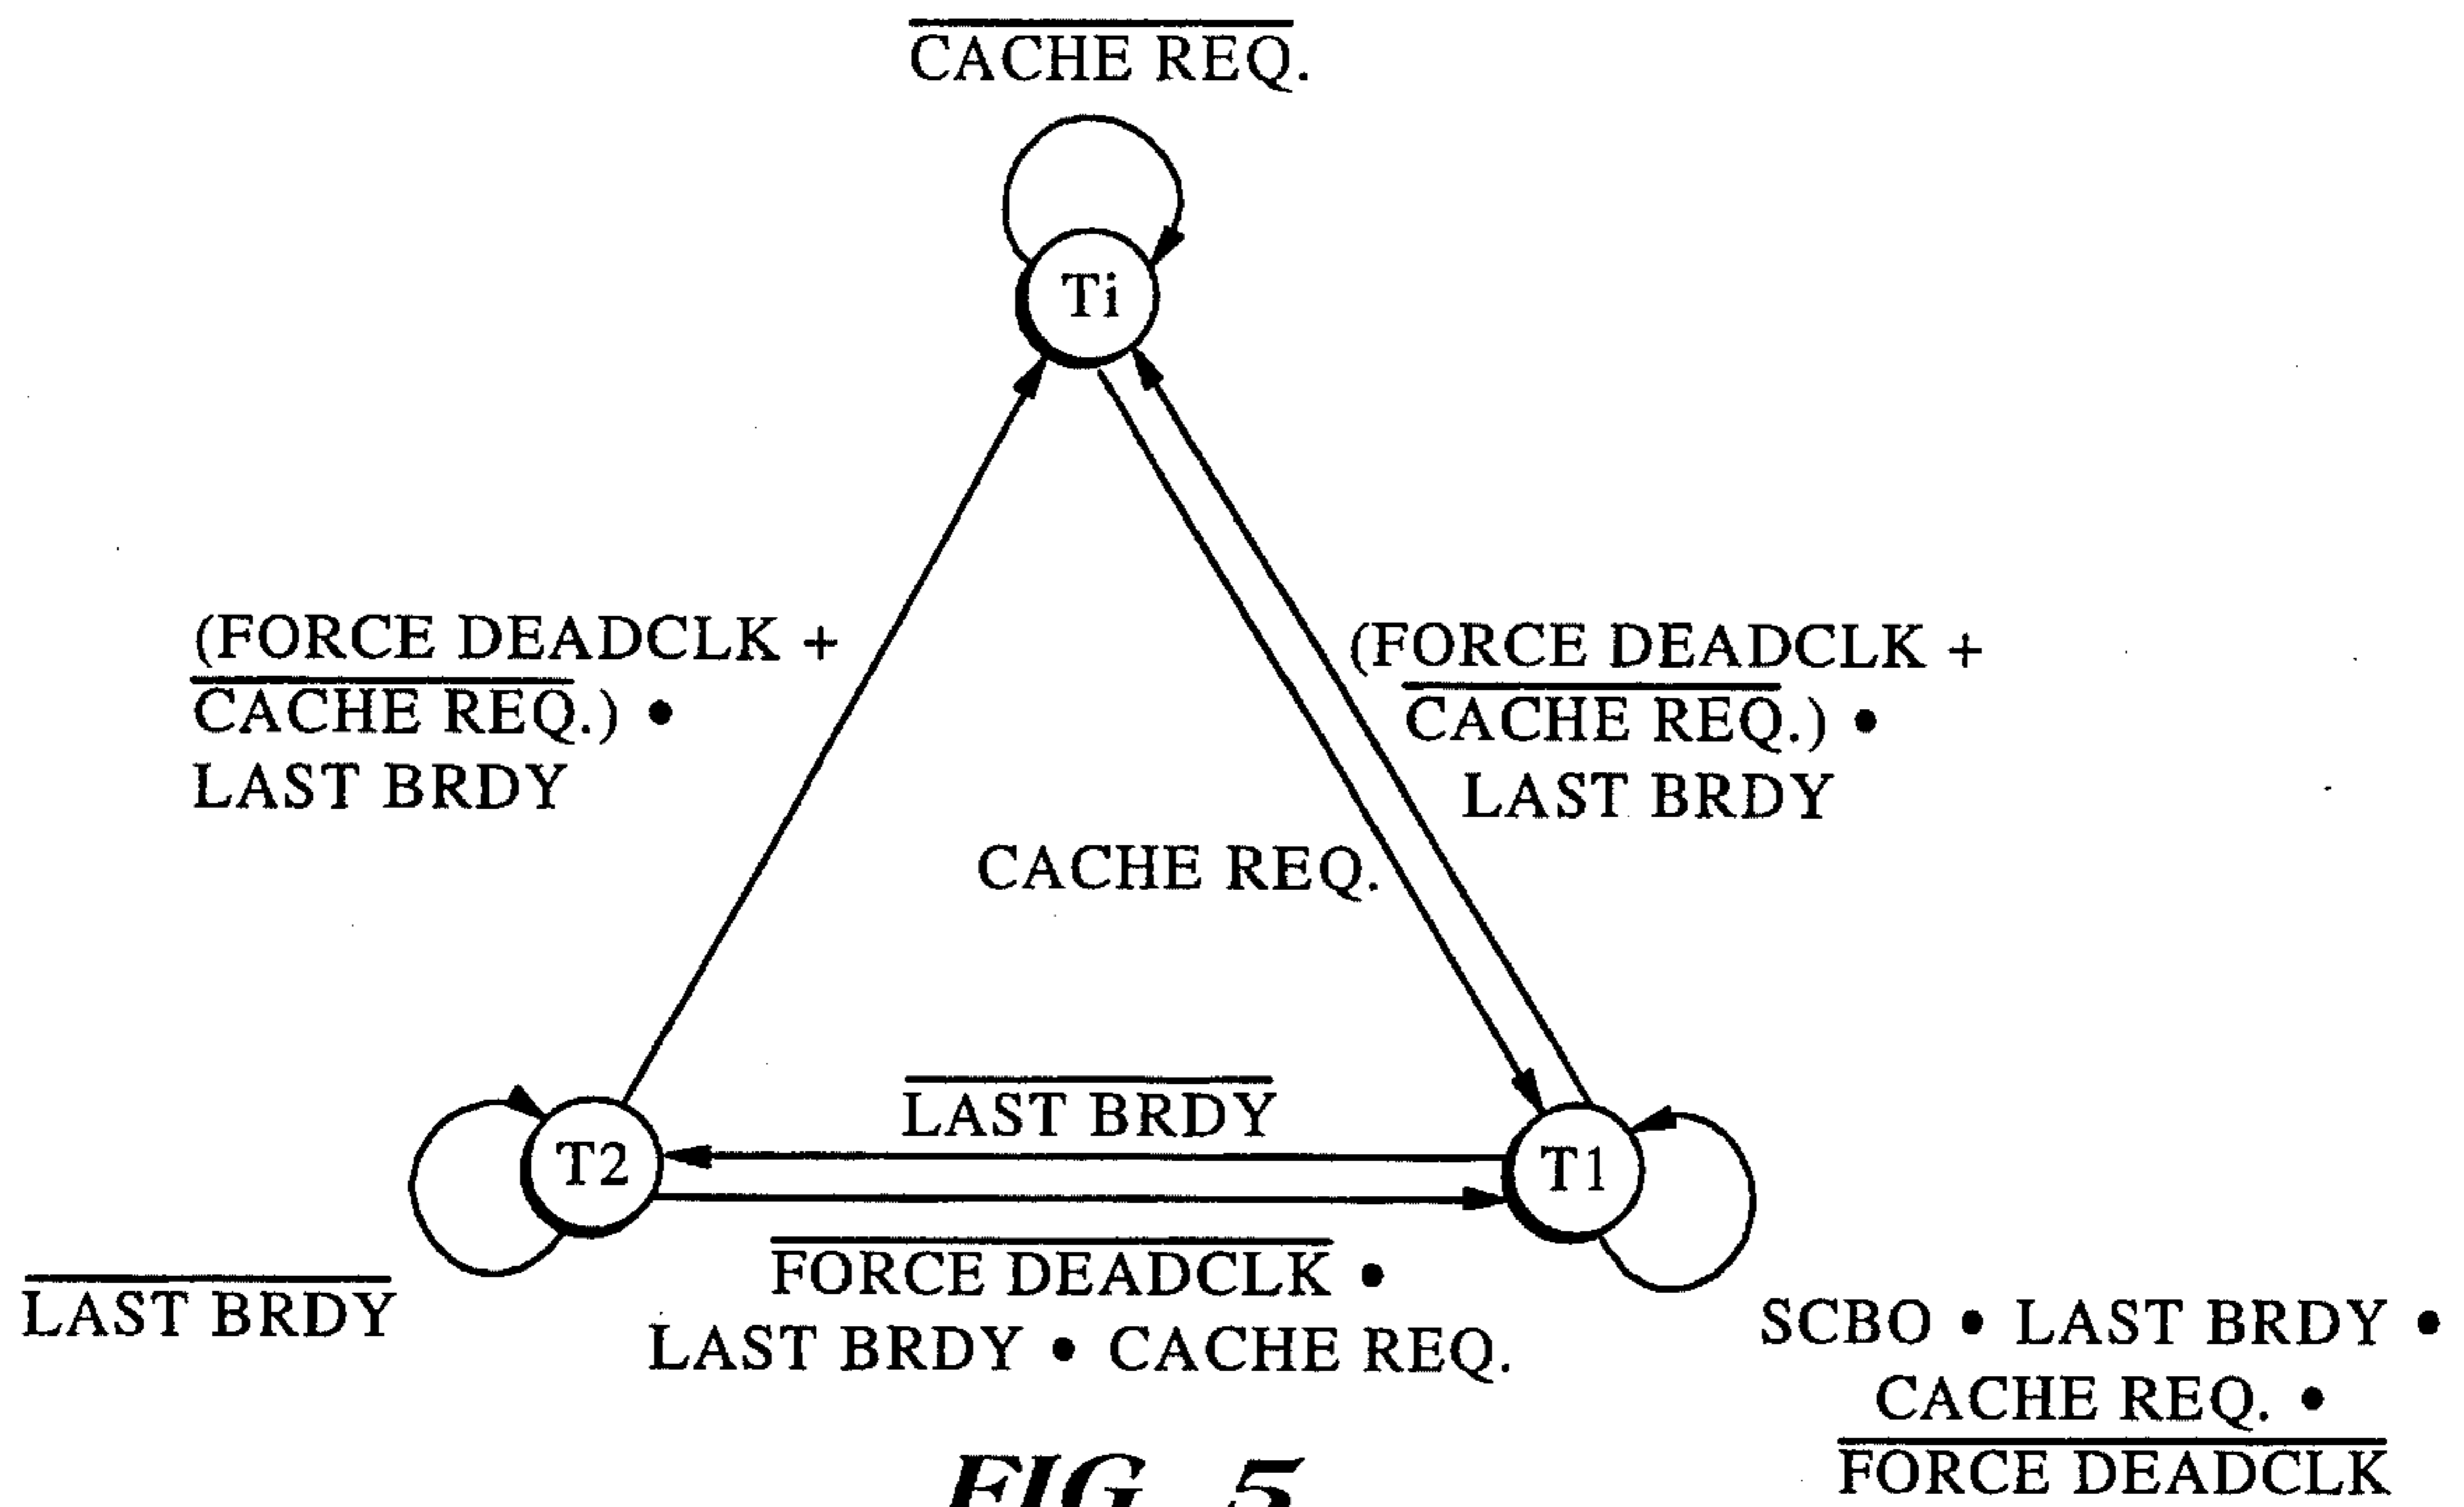 CACHE REQ.
Ti
(FORCE DEADCLK +
CACHE REQ.) •
LAST BRDY
(FORCE DEADCLK +
CACHE REQ.) •
LAST BRDY
CACHE REQ.
LAST BRDY
T2
T1
FORCE DEADCLK •
LAST BRDY • CACHE REQ.
LAST BRDY
SCBO • LAST BRDY •
CACHE REQ. •
FORCE DEADCLK
FIG 5